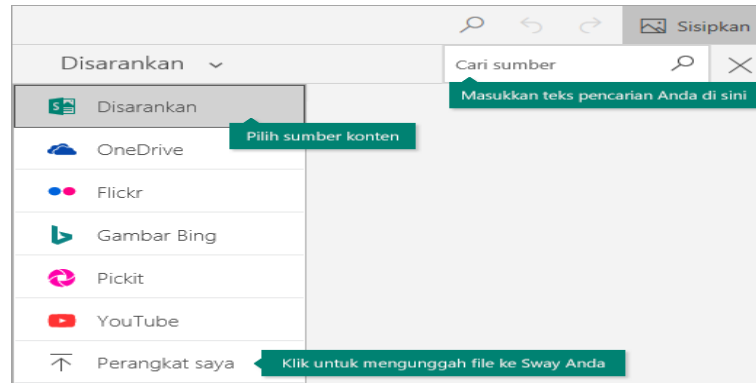 Sisipkan
Disarankan
Cari sumber
Masukkan teks pencarian Anda di sini
Disarankan
Pilih sumber konten
OneDrive
Flickr
Gambar Bing
Pickit
YouTube
Perangkat saya
Klik untuk mengunggah file ke Sway Anda